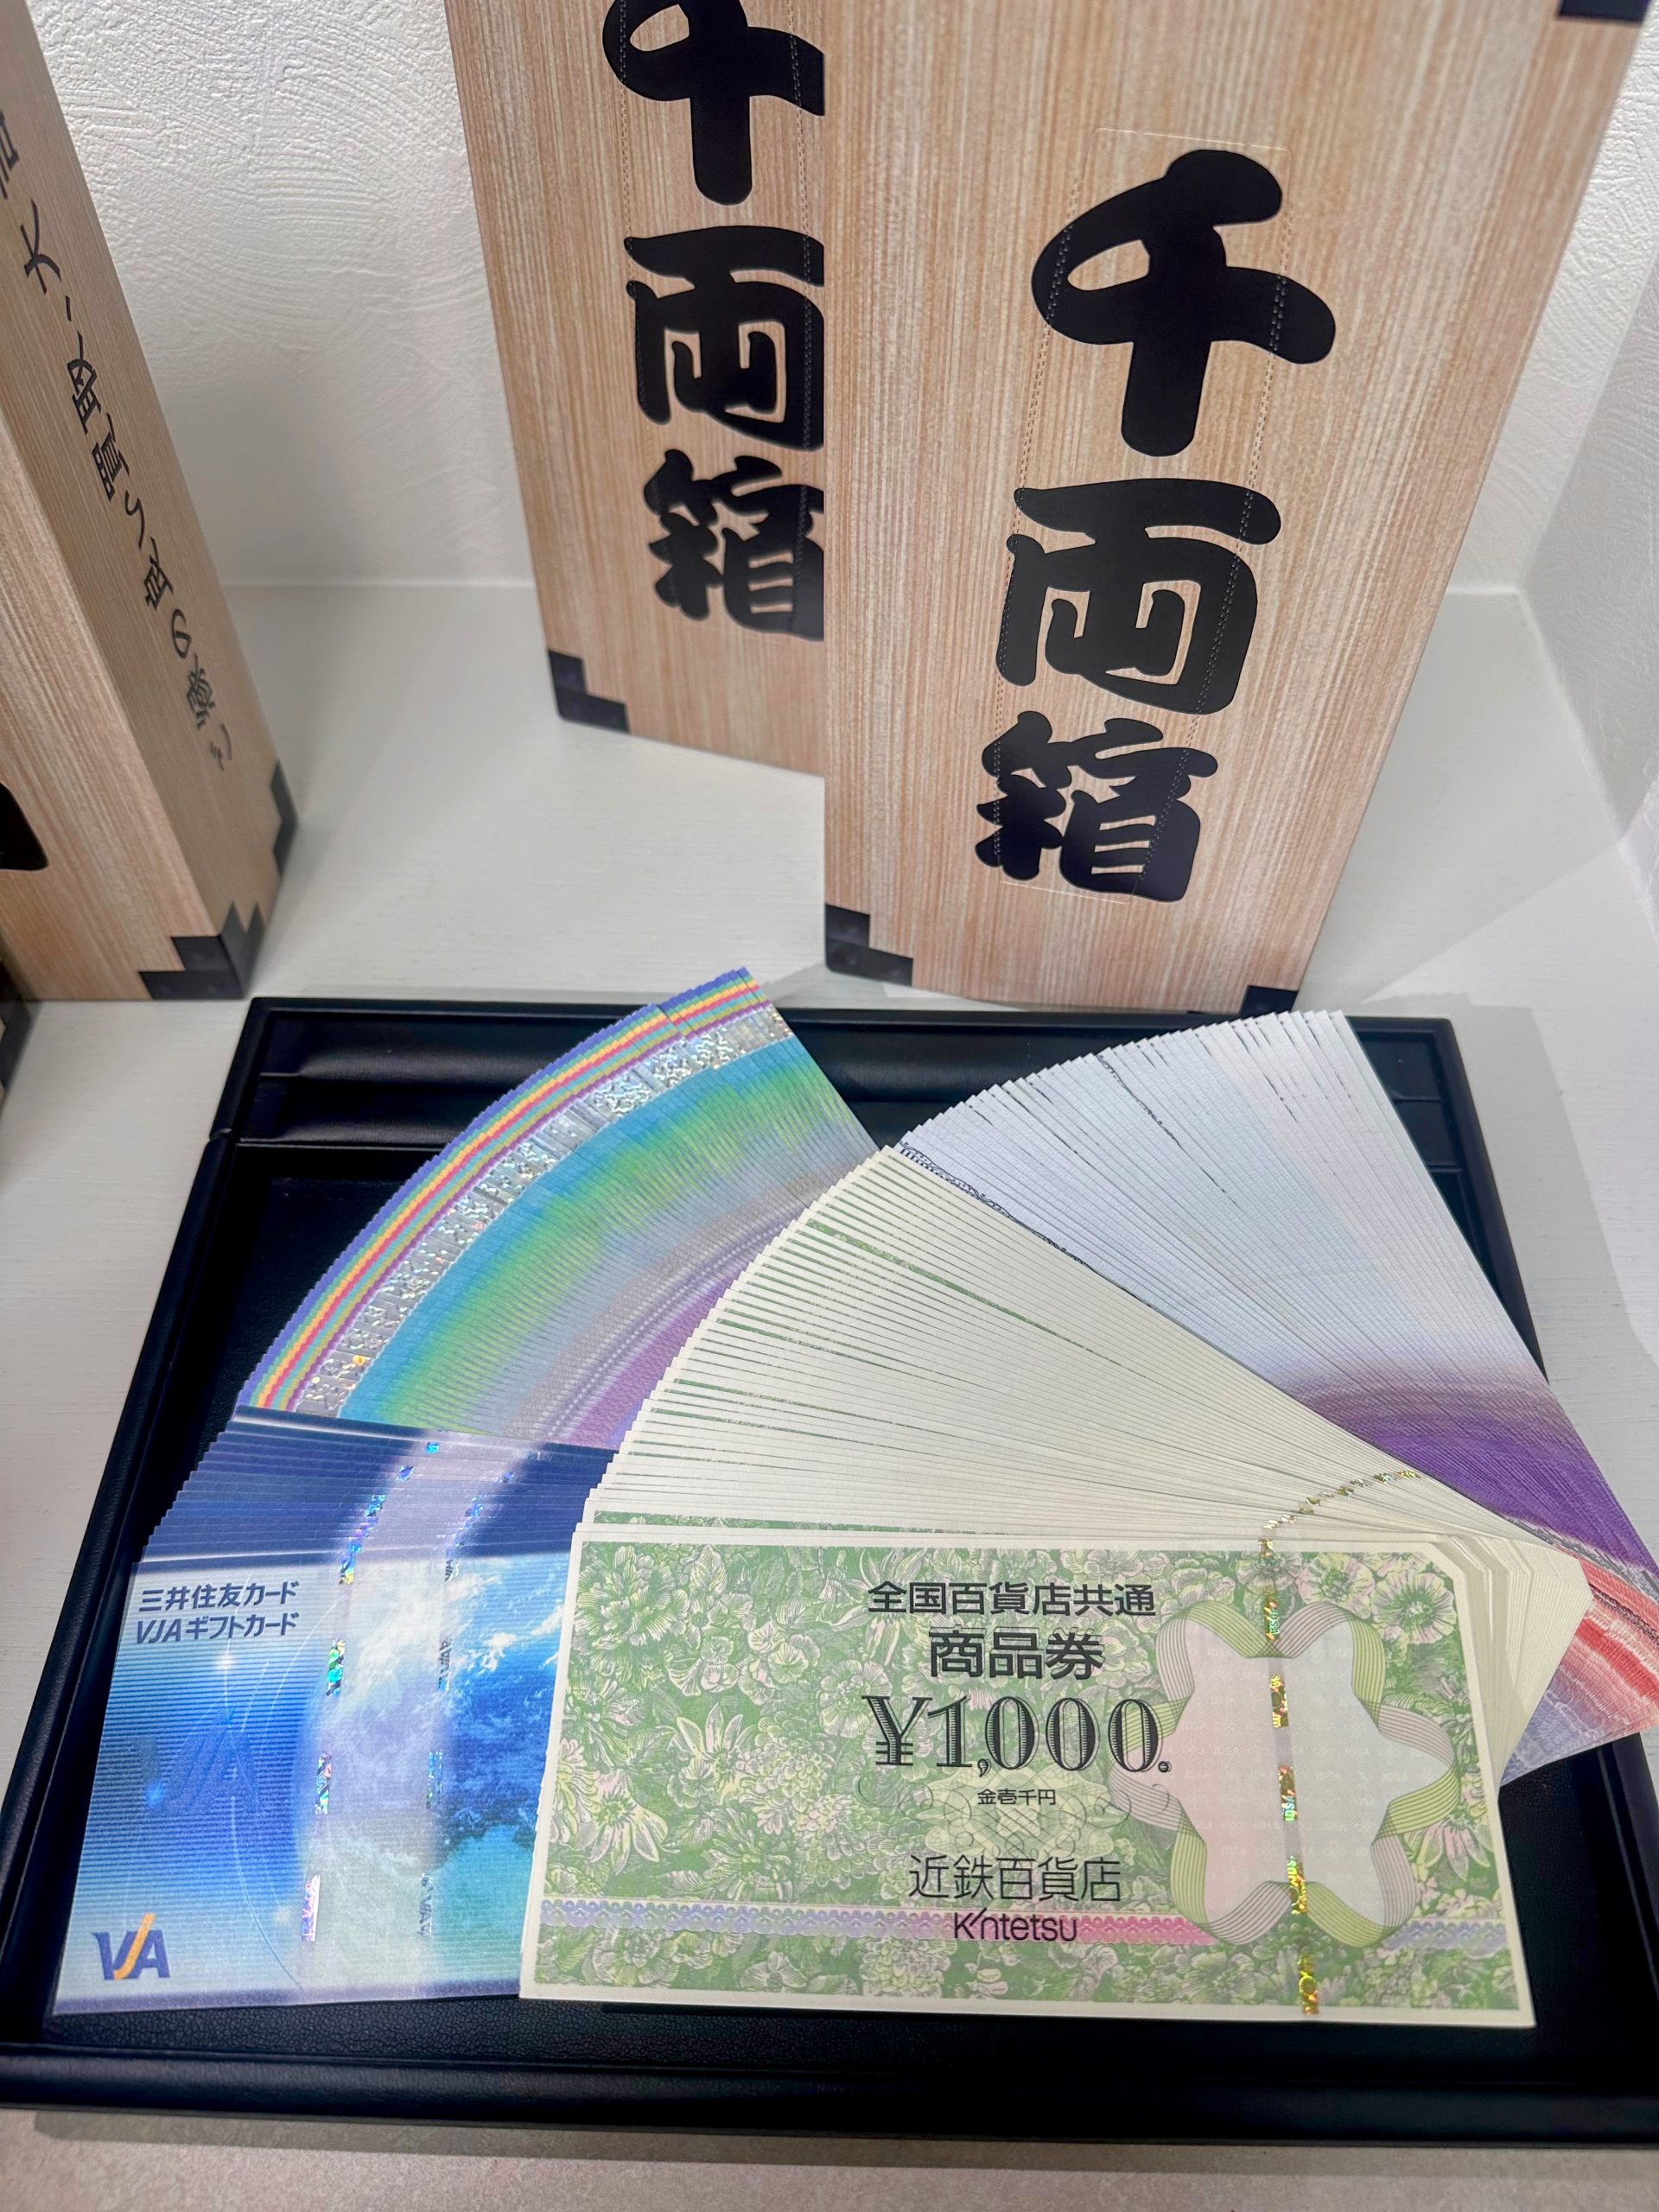 千両箱
千両箱
三井住友カード
VJAギフトカード
VJA
全国百貨店共通
商品券
¥1,000.
金壱千円
近鉄百貨店
Kintetsu